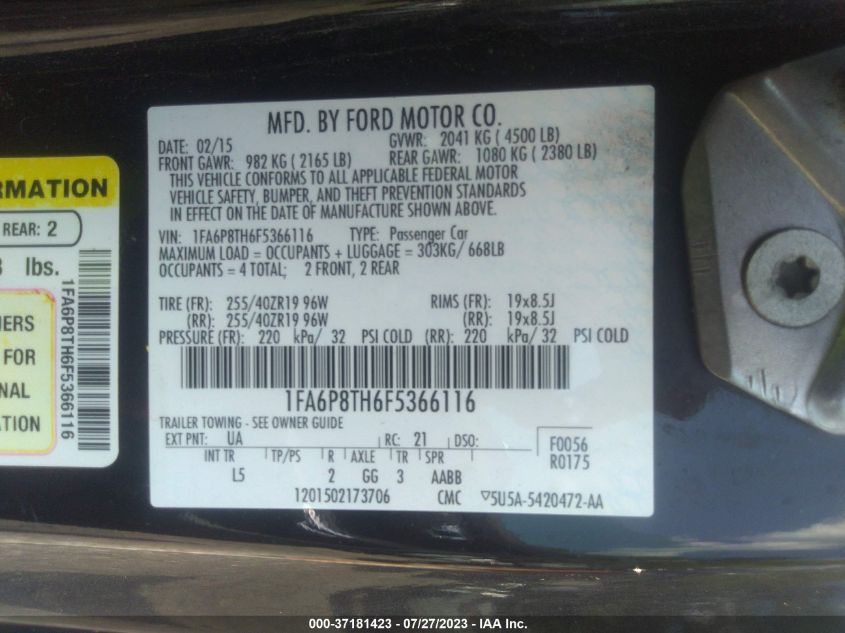 MFD. BY FORD MOTOR CO.
DATE: 02/15 GVWR: 2041 KG ( 4500 LB)
FRONT GAWR: 982 KG ( 2165 LB) REAR GAWR: 1080 KG ( 2380 LB)
THIS VEHICLE CONFORMS TO ALL APPLICABLE FEDERAL MOTOR
VEHICLE SAFETY, BUMPER, AND THEFT PREVENTION STANDARDS
IN EFFECT ON THE DATE OF MANUFACTURE SHOWN ABOVE.
VIN: 1FA6P8TH6F5366116 TYPE: Passenger Car
MAXIMUM LOAD = OCCUPANTS + LUGGAGE = 303KG/ 668LB
OCCUPANTS = 4 TOTAL; 2 FRONT, 2 REAR
TIRE (FR): 255/40ZR19 96W RIMS (FR): 19x8.5J
(RR): 255/40ZR19 96W (RR): 19x8.5J
PRESSURE (FR): 220 kPa/ 32 PSI COLD (RR): 220 kPa/ 32 PSI COLD
1FA6P8TH6F5366116
TRAILER TOWING - SEE OWNER GUIDE
EXT PNT: UA RC: 21 DSO: F0056
INT TR TP/PS R AXLE TR SPR R0175
L5 2 GG 3 AABB
1201502173706 CMC ▽5U5A-5420472-AA
RMATION
REAR: 2
lbs.
NERS
FOR
NAL
ATION
1FA6P8TH6F5366116
000-37181423 - 07/27/2023 - IAA Inc.